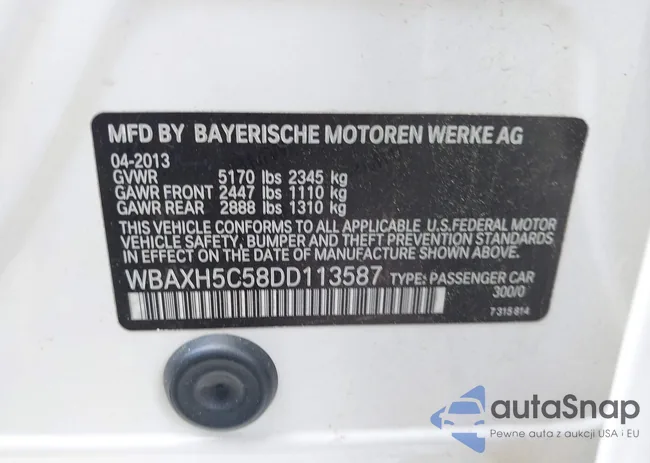 MFD BY BAYERISCHE MOTOREN WERKE AG
04-2013
GVWR 5170 lbs 2345 kg
GAWR FRONT 2447 lbs 1110 kg
GAWR REAR 2888 lbs 1310 kg
THIS VEHICLE CONFORMS TO ALL APPLICABLE U.S.FEDERAL MOTOR
VEHICLE SAFETY, BUMPER AND THEFT PREVENTION STANDARDS
IN EFFECT ON THE DATE OF MANUFACTURE SHOWN ABOVE.
WBAXH5C58DD113587 TYPE: PASSENGER CAR
300/0
7315814
autaSnap
Pewne auta z aukcji USA i EU